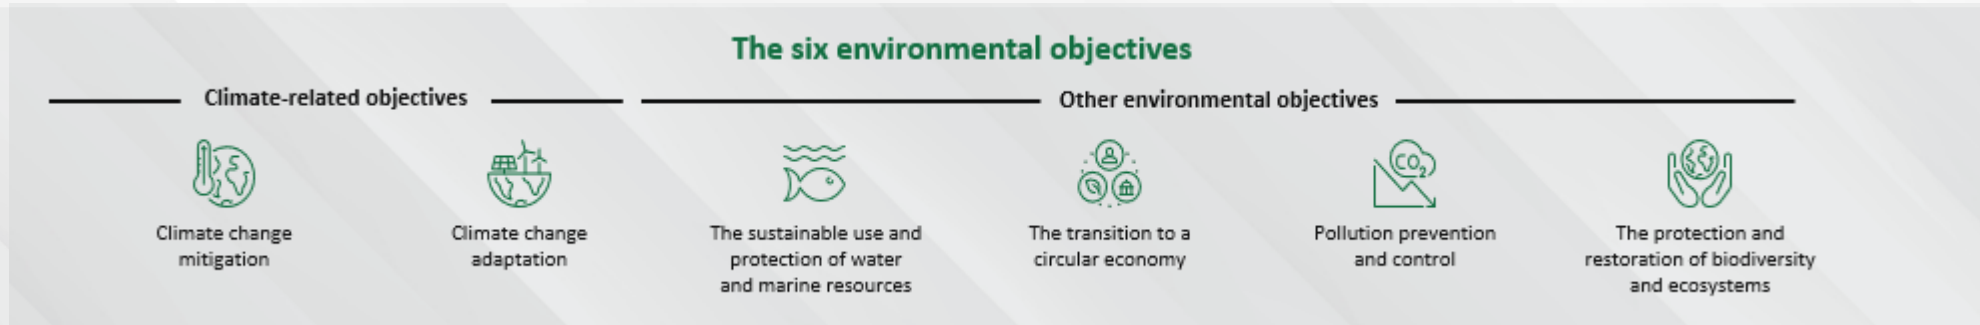 The six environmental objectives
Climate-related objectives
Other environmental objectives
Climate change
mitigation
Climate change
adaptation
The sustainable use and
protection of water
and marine resources
The transition to a
circular economy
CO2
Pollution prevention
and control
The protection and
restoration of biodiversity
and ecosystems